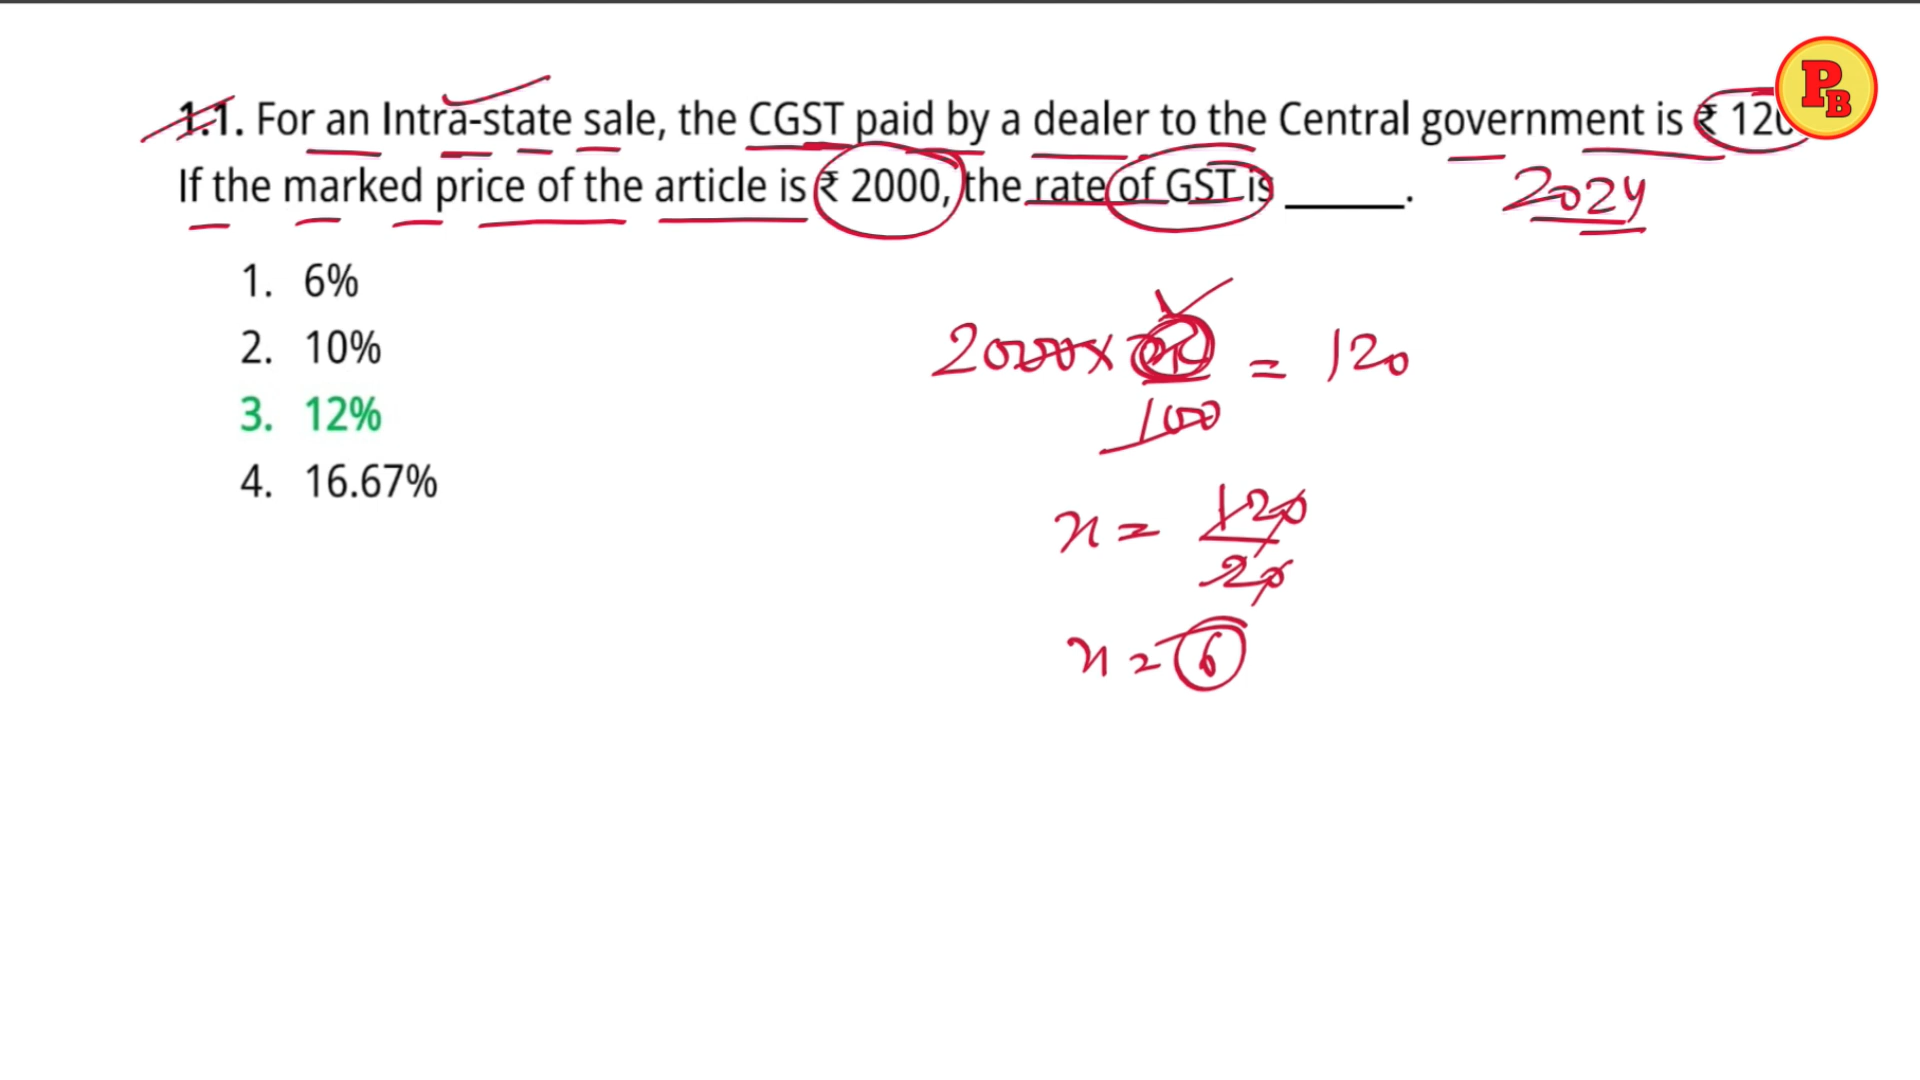 1.1. For an Intra-state sale, the CGST paid by a dealer to the Central government is ₹ 120
If the marked price of the article is ₹ 2000, the rate of GST is ______.
2024
1. 6%
2. 10%
3. 12%
4. 16.67%
2000 × x / 100 = 120
x = 120 / 20
x = 6
PB